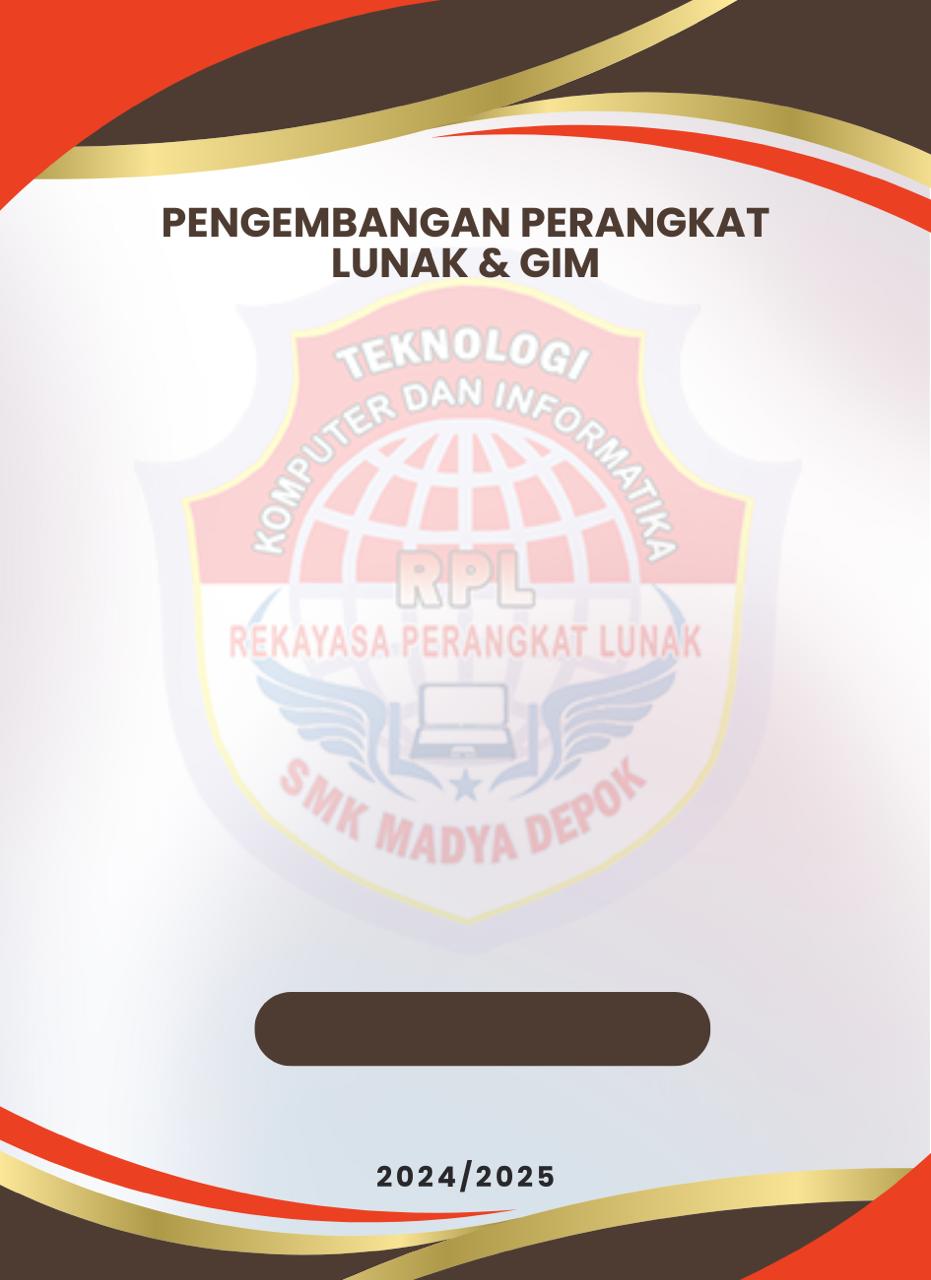 PENGEMBANGAN PERANGKAT
LUNAK & GIM
TEKNOLOGI
KOMPUTER DAN INFORMATIKA
RPL
REKAYASA PERANGKAT LUNAK
SMK MADYA DEPOK
2024/2025